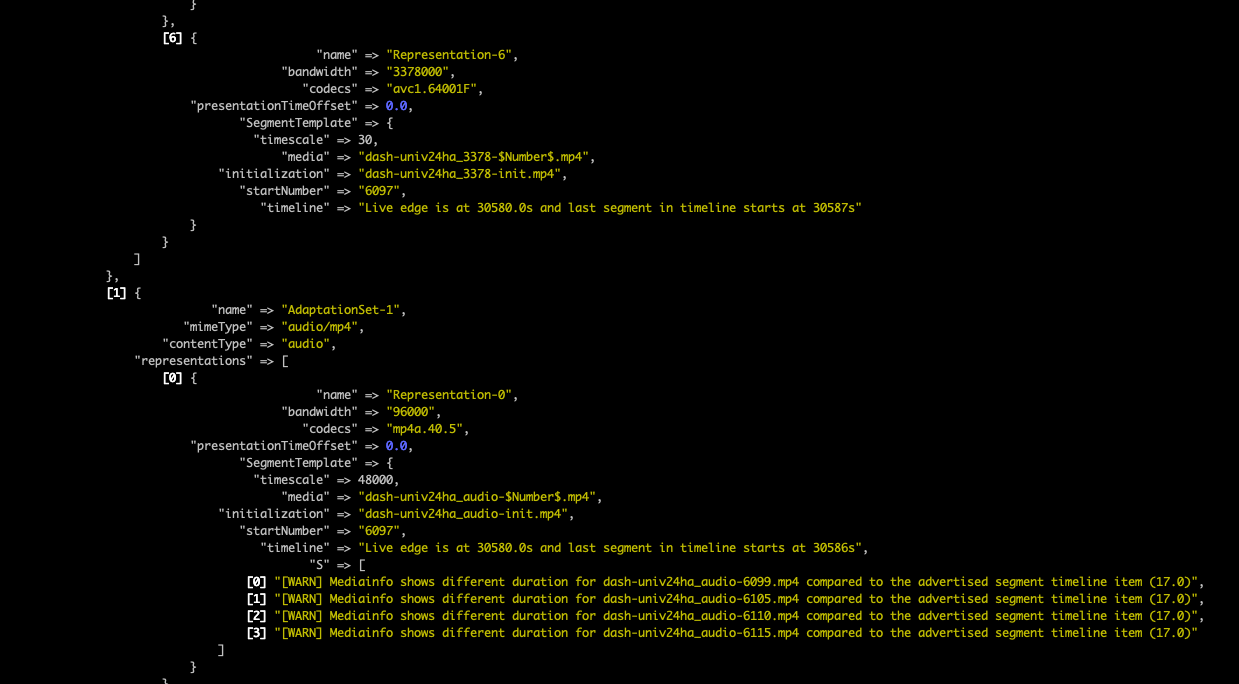 }
},
[6] {
"name" => "Representation-6",
"bandwidth" => "3378000",
"codecs" => "avc1.64001F",
"presentationTimeOffset" => 0.0,
"SegmentTemplate" => {
"timescale" => 30,
"media" => "dash-univ24ha_3378-$Number$.mp4",
"initialization" => "dash-univ24ha_3378-init.mp4",
"startNumber" => "6097",
"timeline" => "Live edge is at 30580.0s and last segment in timeline starts at 30587s"
}
}
]
},
[1] {
"name" => "AdaptationSet-1",
"mimeType" => "audio/mp4",
"contentType" => "audio",
"representations" => [
[0] {
"name" => "Representation-0",
"bandwidth" => "96000",
"codecs" => "mp4a.40.5",
"presentationTimeOffset" => 0.0,
"SegmentTemplate" => {
"timescale" => 48000,
"media" => "dash-univ24ha_audio-$Number$.mp4",
"initialization" => "dash-univ24ha_audio-init.mp4",
"startNumber" => "6097",
"timeline" => "Live edge is at 30580.0s and last segment in timeline starts at 30586s",
"S" => [
[0] "[WARN] Mediainfo shows different duration for dash-univ24ha_audio-6099.mp4 compared to the advertised segment timeline item (17.0)",
[1] "[WARN] Mediainfo shows different duration for dash-univ24ha_audio-6105.mp4 compared to the advertised segment timeline item (17.0)",
[2] "[WARN] Mediainfo shows different duration for dash-univ24ha_audio-6110.mp4 compared to the advertised segment timeline item (17.0)",
[3] "[WARN] Mediainfo shows different duration for dash-univ24ha_audio-6115.mp4 compared to the advertised segment timeline item (17.0)"
]
}
}